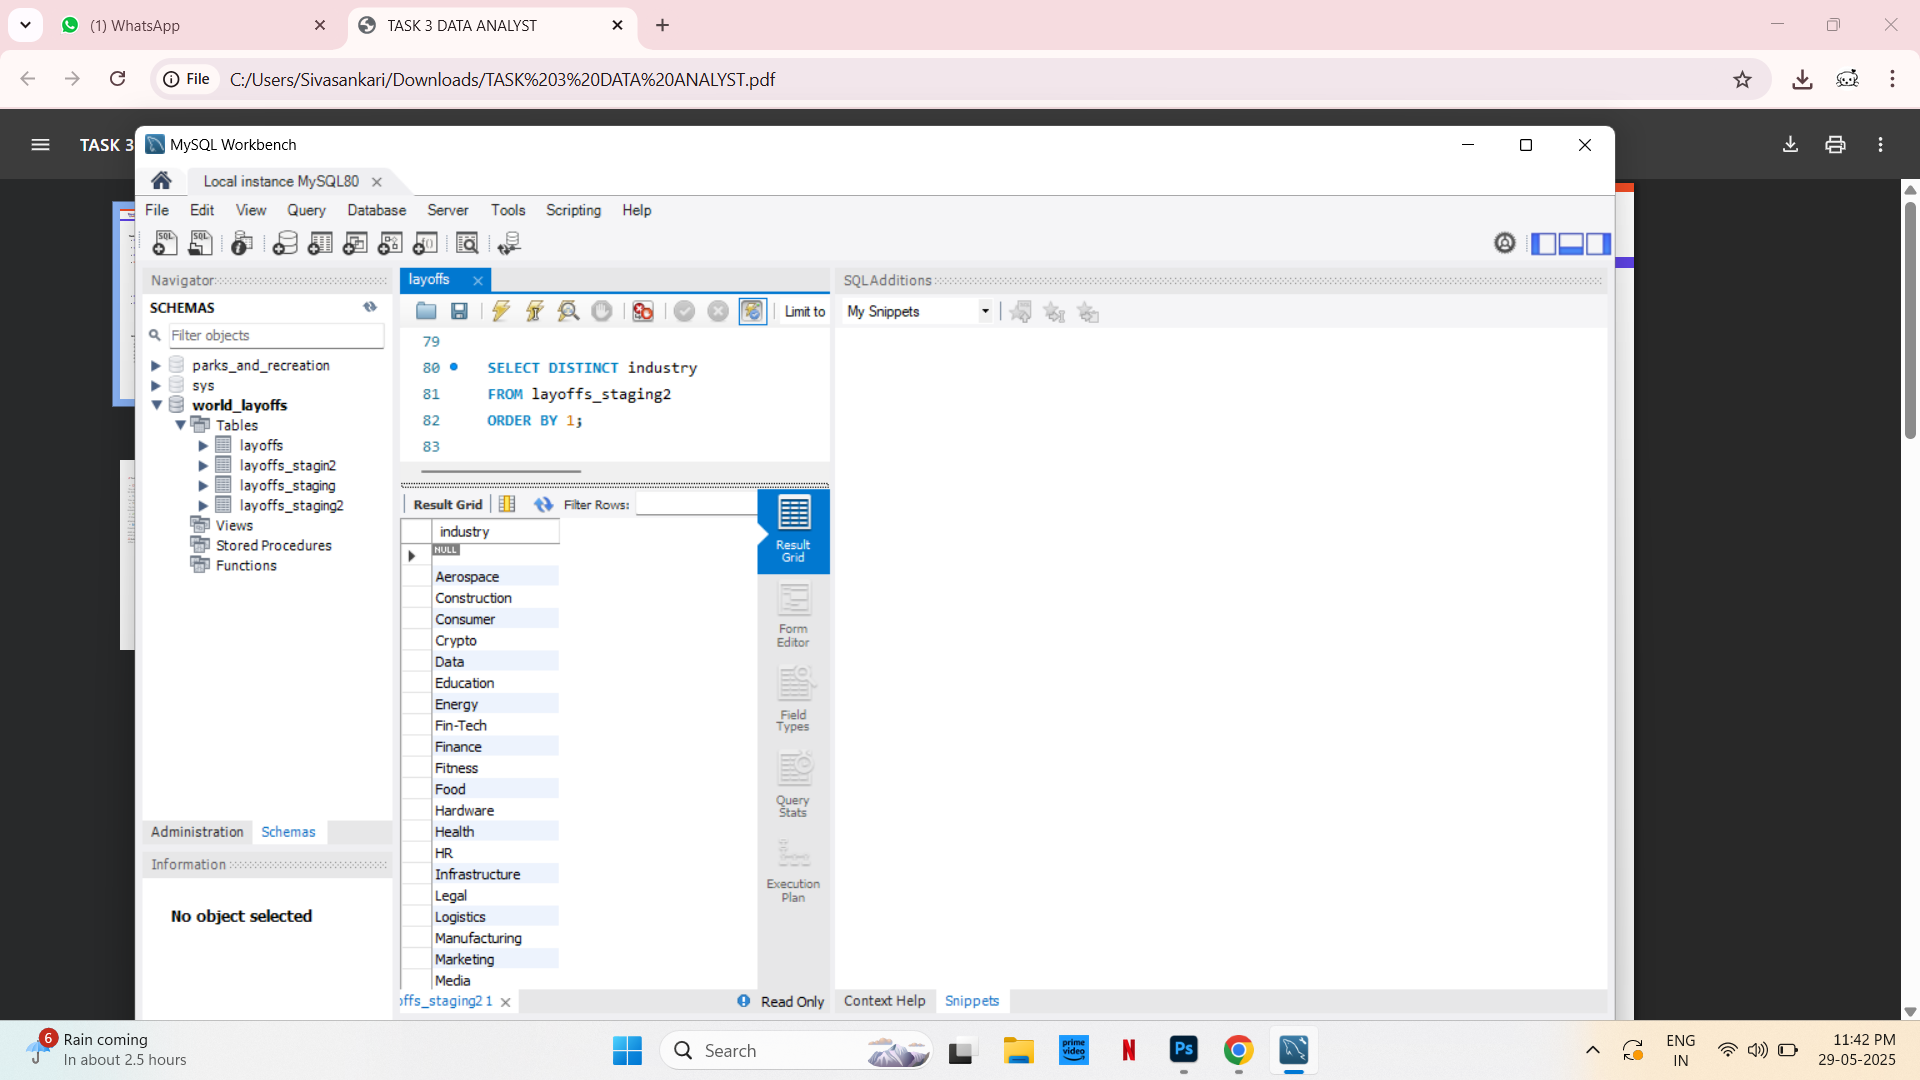 (1) WhatsApp
TASK 3 DATA ANALYST
File
C:/Users/Sivasankari/Downloads/TASK%203%20DATA%20ANALYST.pdf
TASK 3
MySQL Workbench
Local instance MySQL80
File Edit View Query Database Server Tools Scripting Help
Navigator
SCHEMAS
Filter objects
parks_and_recreation
sys
world_layoffs
Tables
layoffs
layoffs_stagin2
layoffs_staging
layoffs_staging2
Views
Stored Procedures
Functions
Administration Schemas
Information
No object selected
layoffs
Limit to
79
80 SELECT DISTINCT industry
81 FROM layoffs_staging2
82 ORDER BY 1;
83
Result Grid Filter Rows:
industry
NULL
Aerospace
Construction
Consumer
Crypto
Data
Education
Energy
Fin-Tech
Finance
Fitness
Food
Hardware
Health
HR
Infrastructure
Legal
Logistics
Manufacturing
Marketing
Media
Result
Grid
Form
Editor
Field
Types
Query
Stats
Execution
Plan
offs_staging2 1
Read Only
SQLAdditions
My Snippets
Context Help Snippets
6
Rain coming
In about 2.5 hours
Search
prime
video
N
Ps
ENG
IN
11:42 PM
29-05-2025